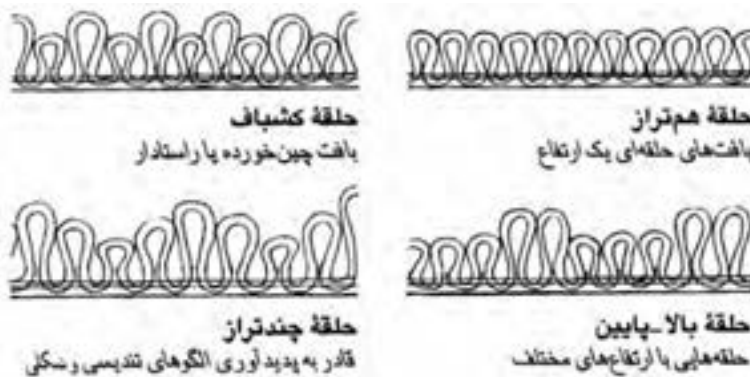 حلقهٔ هم‌تراز
بافت‌های حلقه‌ای یک ارتفاع
حلقهٔ کشباف
بافت چین‌خورده یا راستادار
حلقهٔ بالا-پایین
حلقه‌هایی با ارتفاع‌های مختلف
حلقهٔ چندتراز
قادر به پدیدآوری الگوهای تندیسی و شکلی